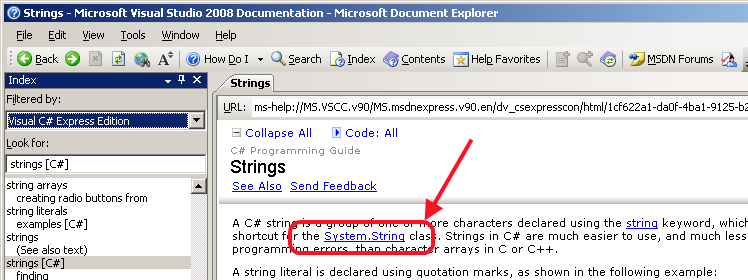 Strings - Microsoft Visual Studio 2008 Documentation - Microsoft Document Explorer
File Edit View Tools Window Help
Back How Do I Search Index Contents Help Favorites MSDN Forums
Index
Filtered by:
Visual C# Express Edition
Look for:
strings [C#]
string arrays
creating radio buttons from
string literals
examples [C#]
strings
(See also text)
strings [C#]
finding
Strings
URL: ms-help://MS.VSCC.v90/MS.msdnexpress.v90.en/dv_csexpresscon/html/1cf622a1-da0f-4ba1-9125-b2
Collapse All Code: All
C# Programming Guide
Strings
See Also Send Feedback
A C# string is a group of one or more characters declared using the string keyword, which
shortcut for the System.String class. Strings in C# are much easier to use, and much less
programming errors, than character arrays in C or C++.
A string literal is declared using quotation marks, as shown in the following example: